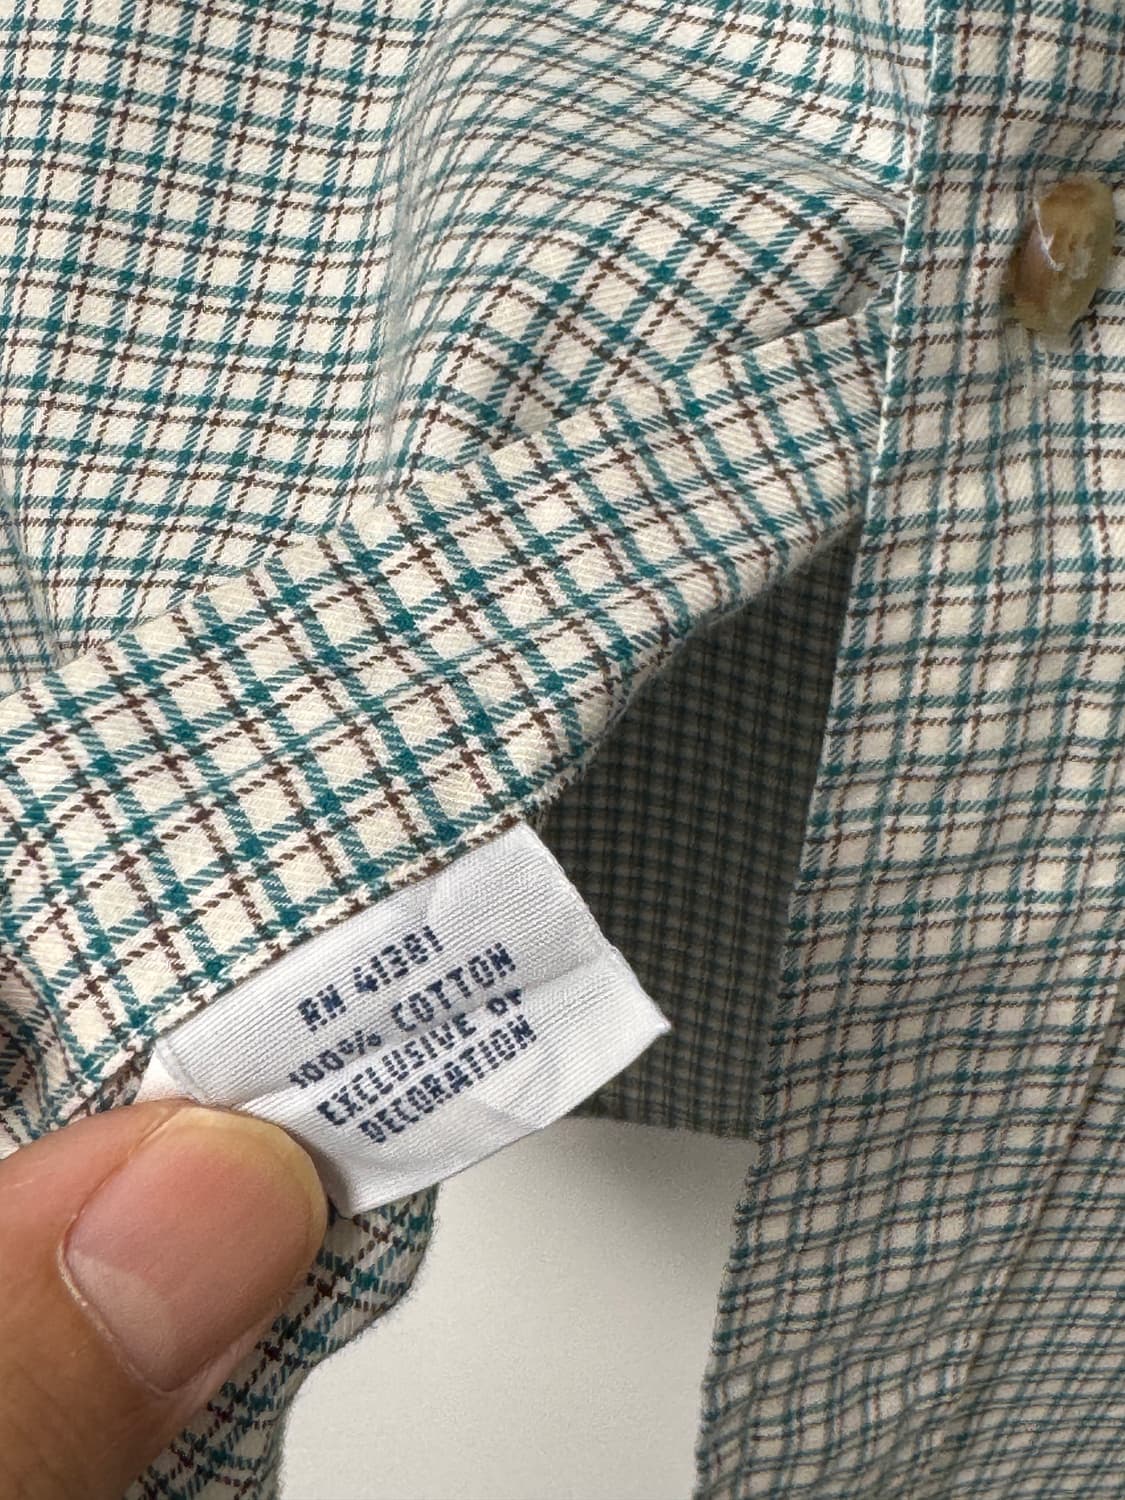 RN 41381
100% COTTON
EXCLUSIVE OF
DECORATION